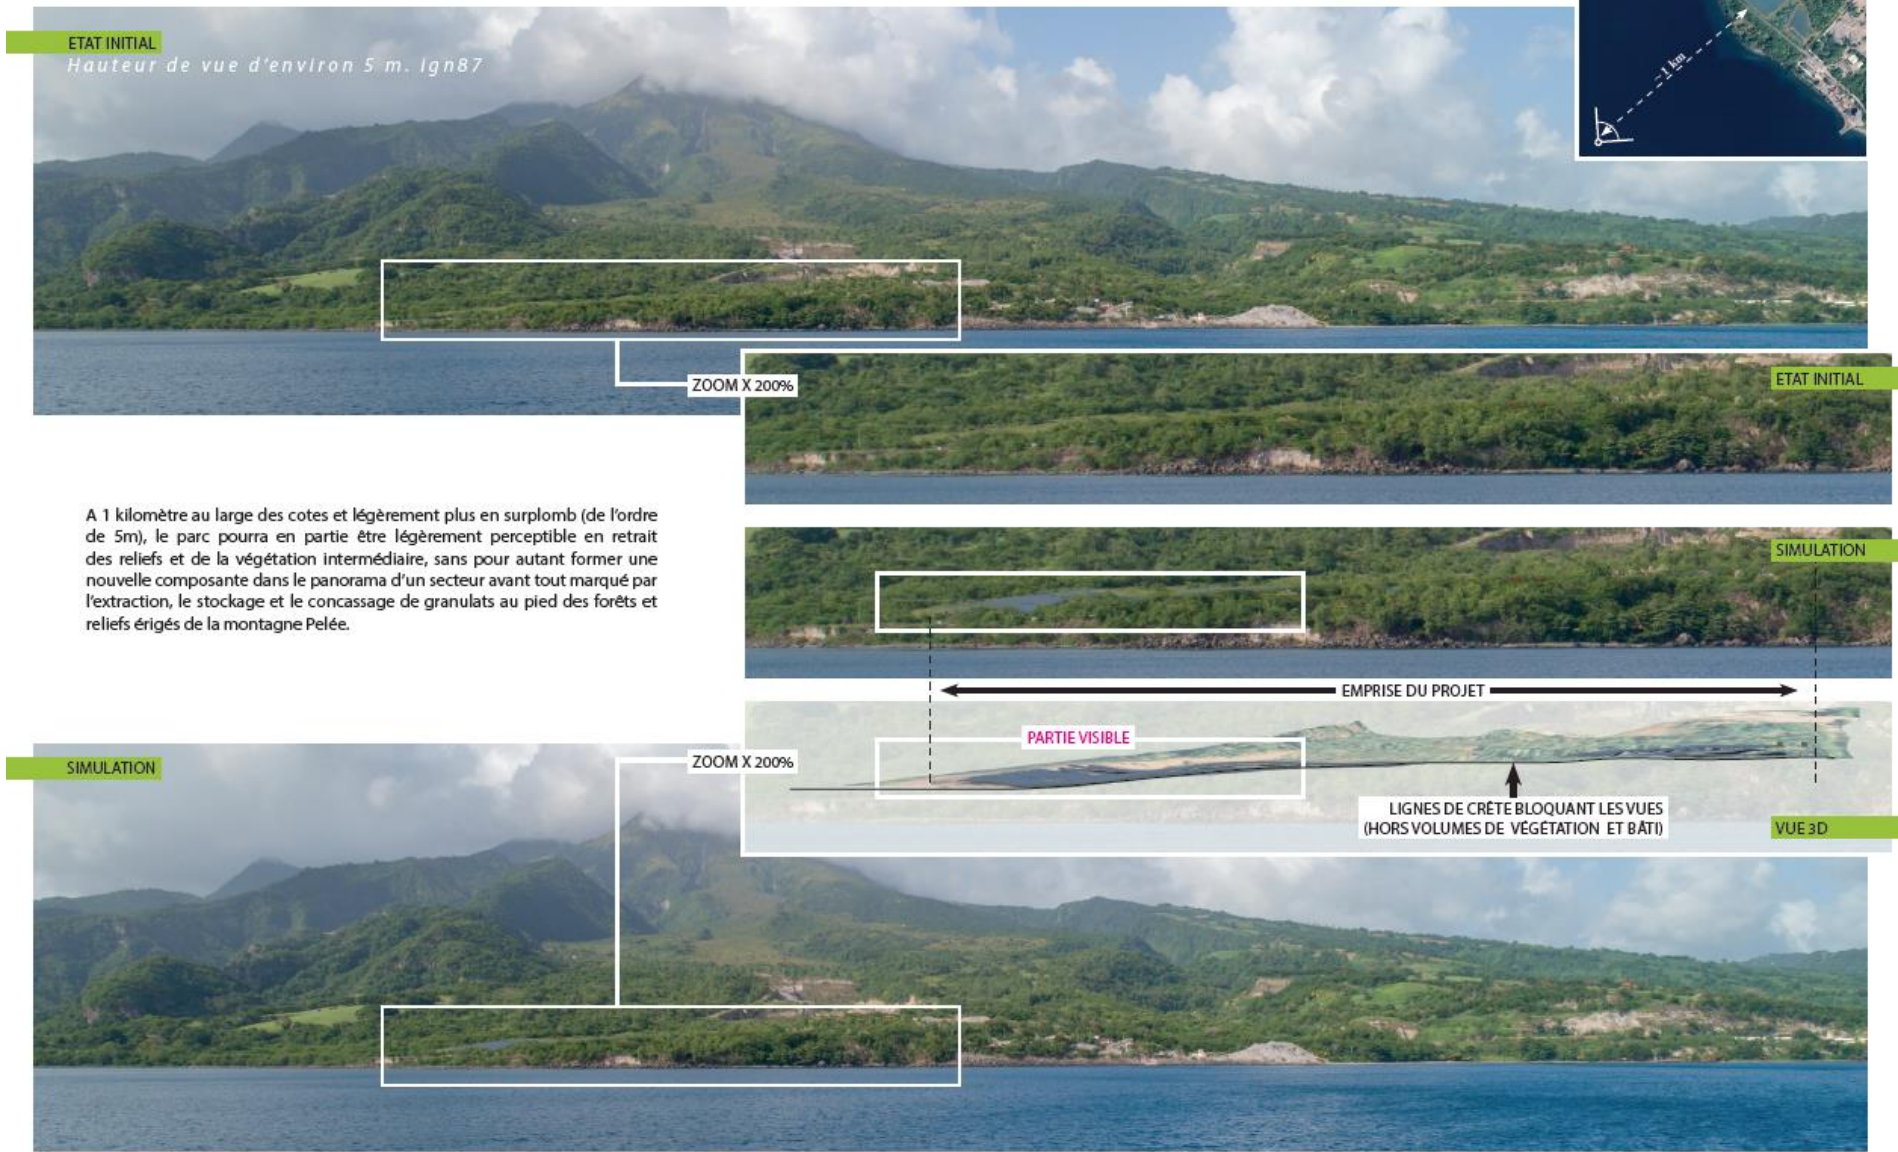 ETAT INITIAL
Hauteur de vue d'environ 5 m. Ign87
~1 km
ZOOM X 200%
ETAT INITIAL
A 1 kilomètre au large des cotes et légèrement plus en surplomb (de l'ordre
de 5m), le parc pourra en partie être légèrement perceptible en retrait
des reliefs et de la végétation intermédiaire, sans pour autant former une
nouvelle composante dans le panorama d'un secteur avant tout marqué par
l'extraction, le stockage et le concassage de granulats au pied des forêts et
reliefs érigés de la montagne Pelée.
SIMULATION
EMPRISE DU PROJET
PARTIE VISIBLE
ZOOM X 200%
LIGNES DE CRÊTE BLOQUANT LES VUES
(HORS VOLUMES DE VÉGÉTATION ET BÂTI)
VUE 3D
SIMULATION